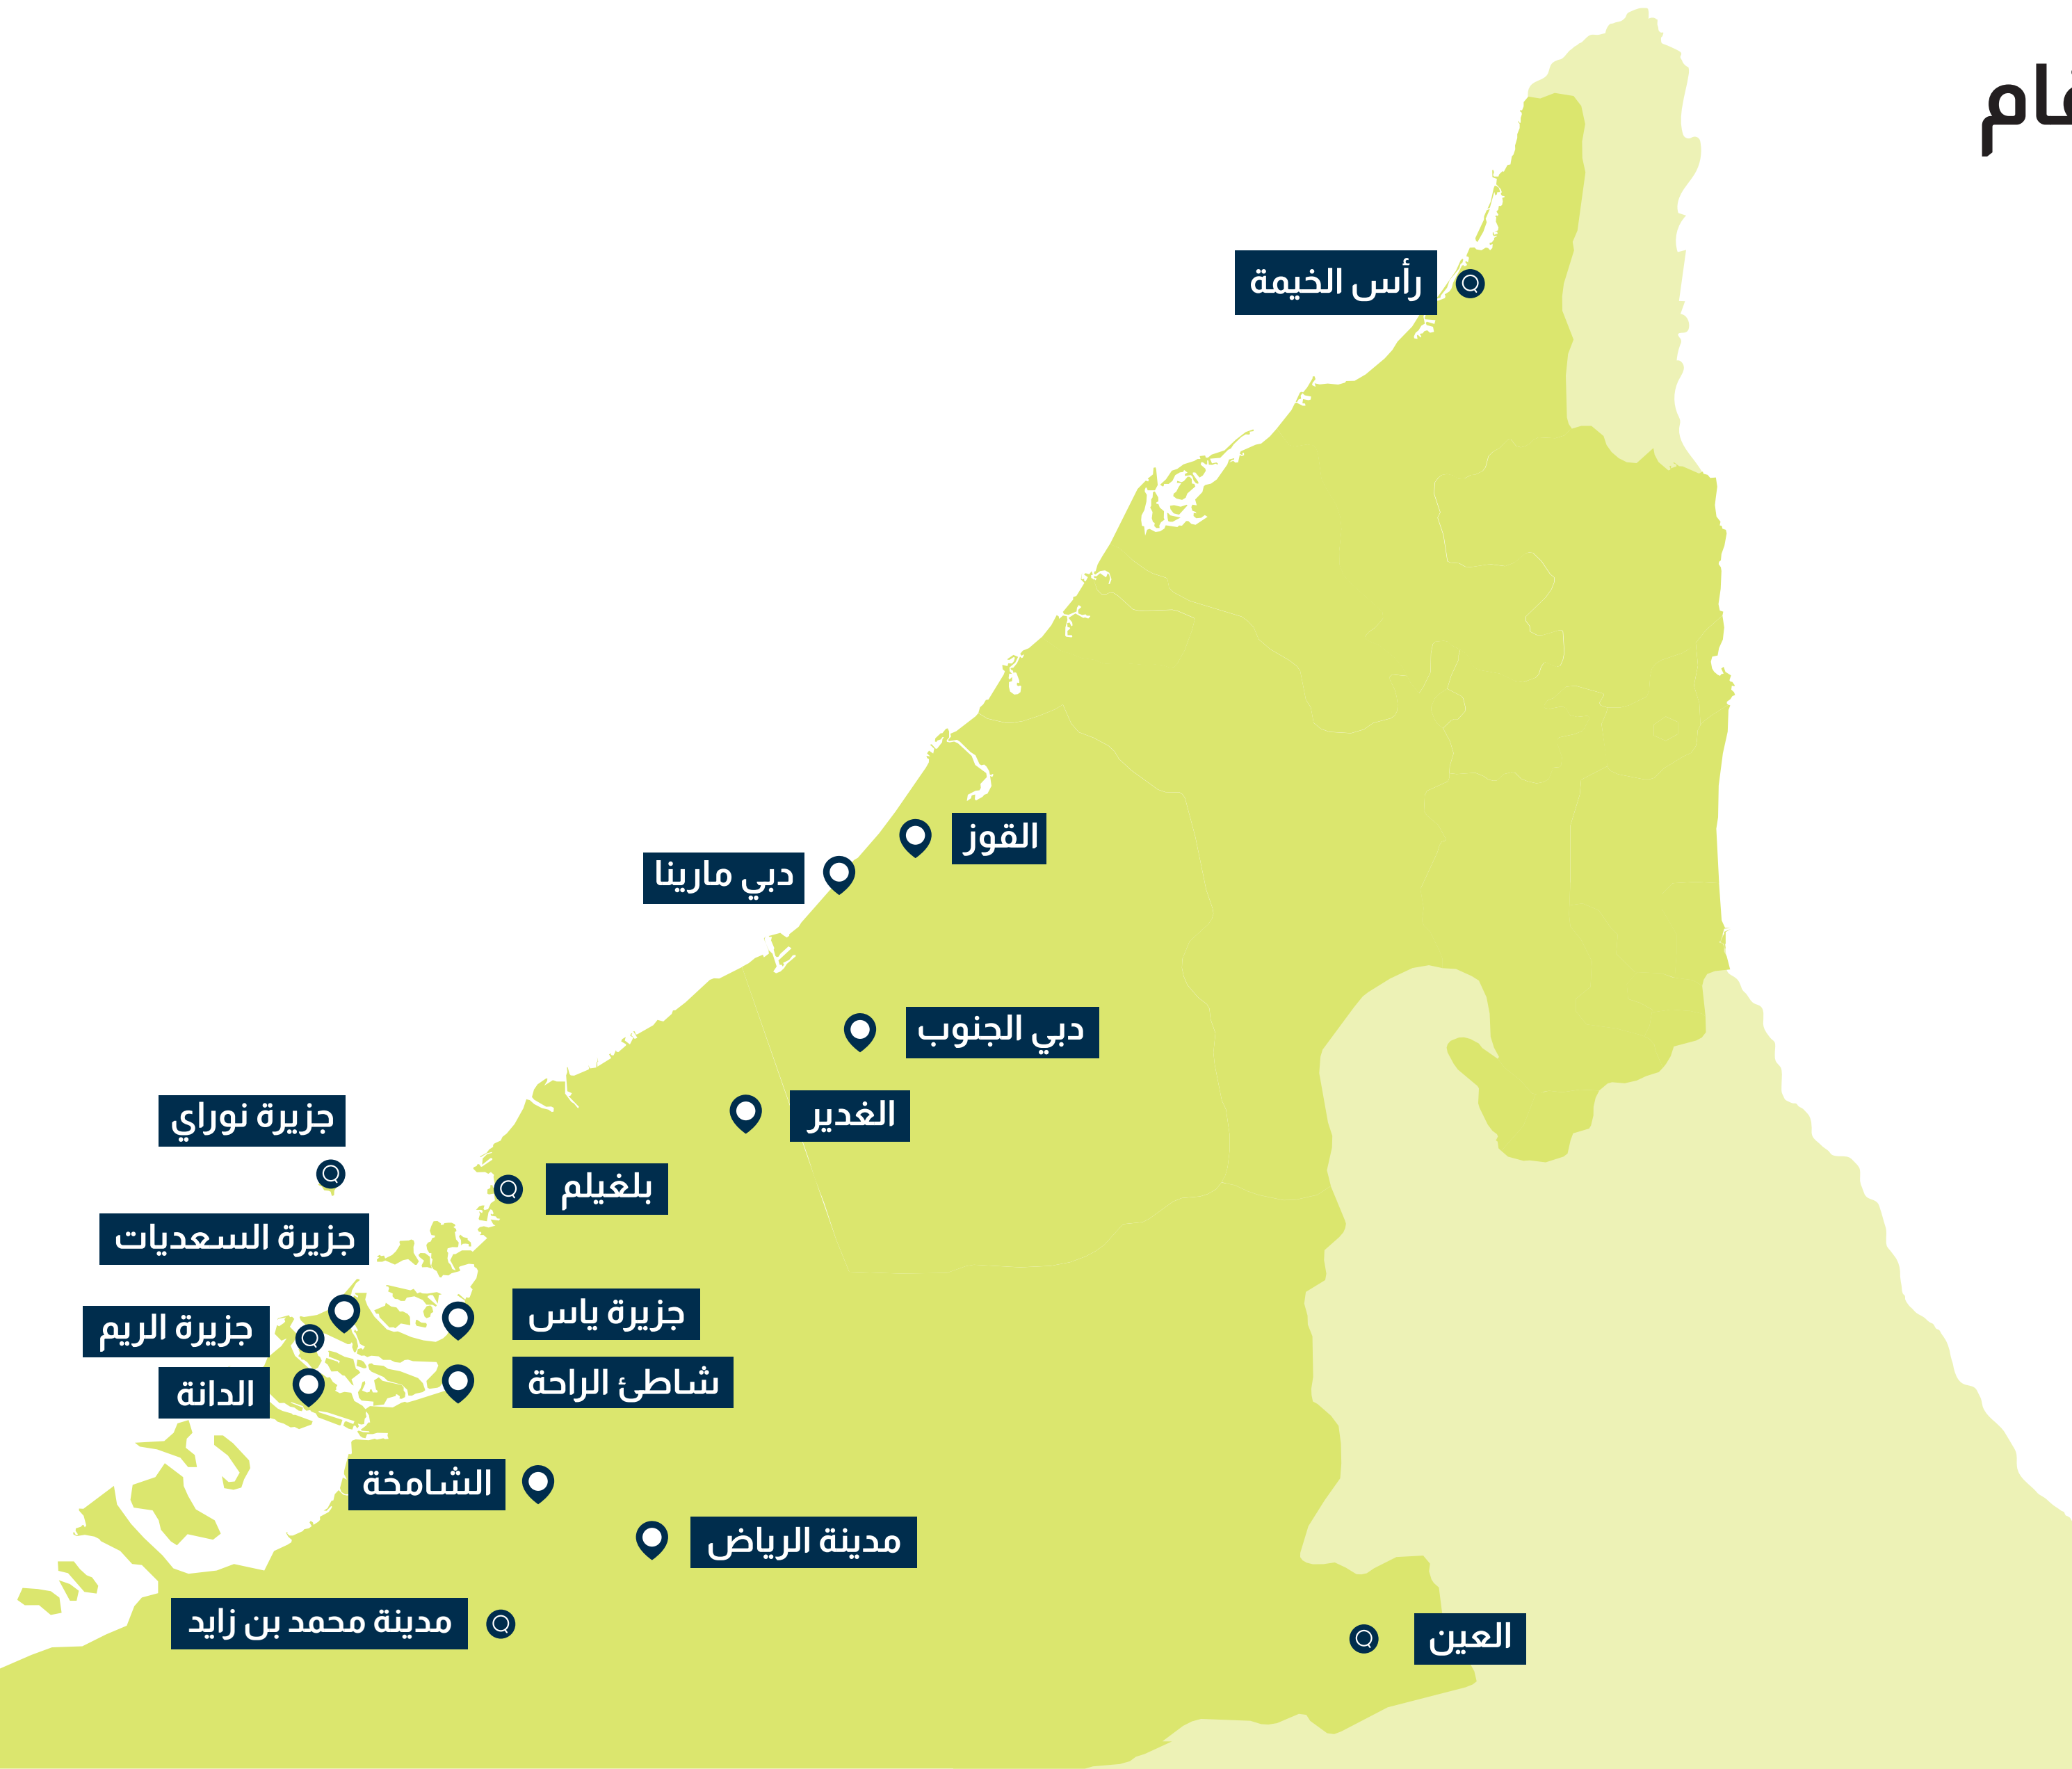 رأس الخيمة
القوز
دبي مارينا
دبي الجنوب
الغدير
جزيرة نوراي
بلغيلم
جزيرة السعديات
جزيرة ياس
جزيرة الريم
شاطئ الراحة
الدانة
الشامخة
مدينة الرياض
مدينة محمد بن زايد
العين